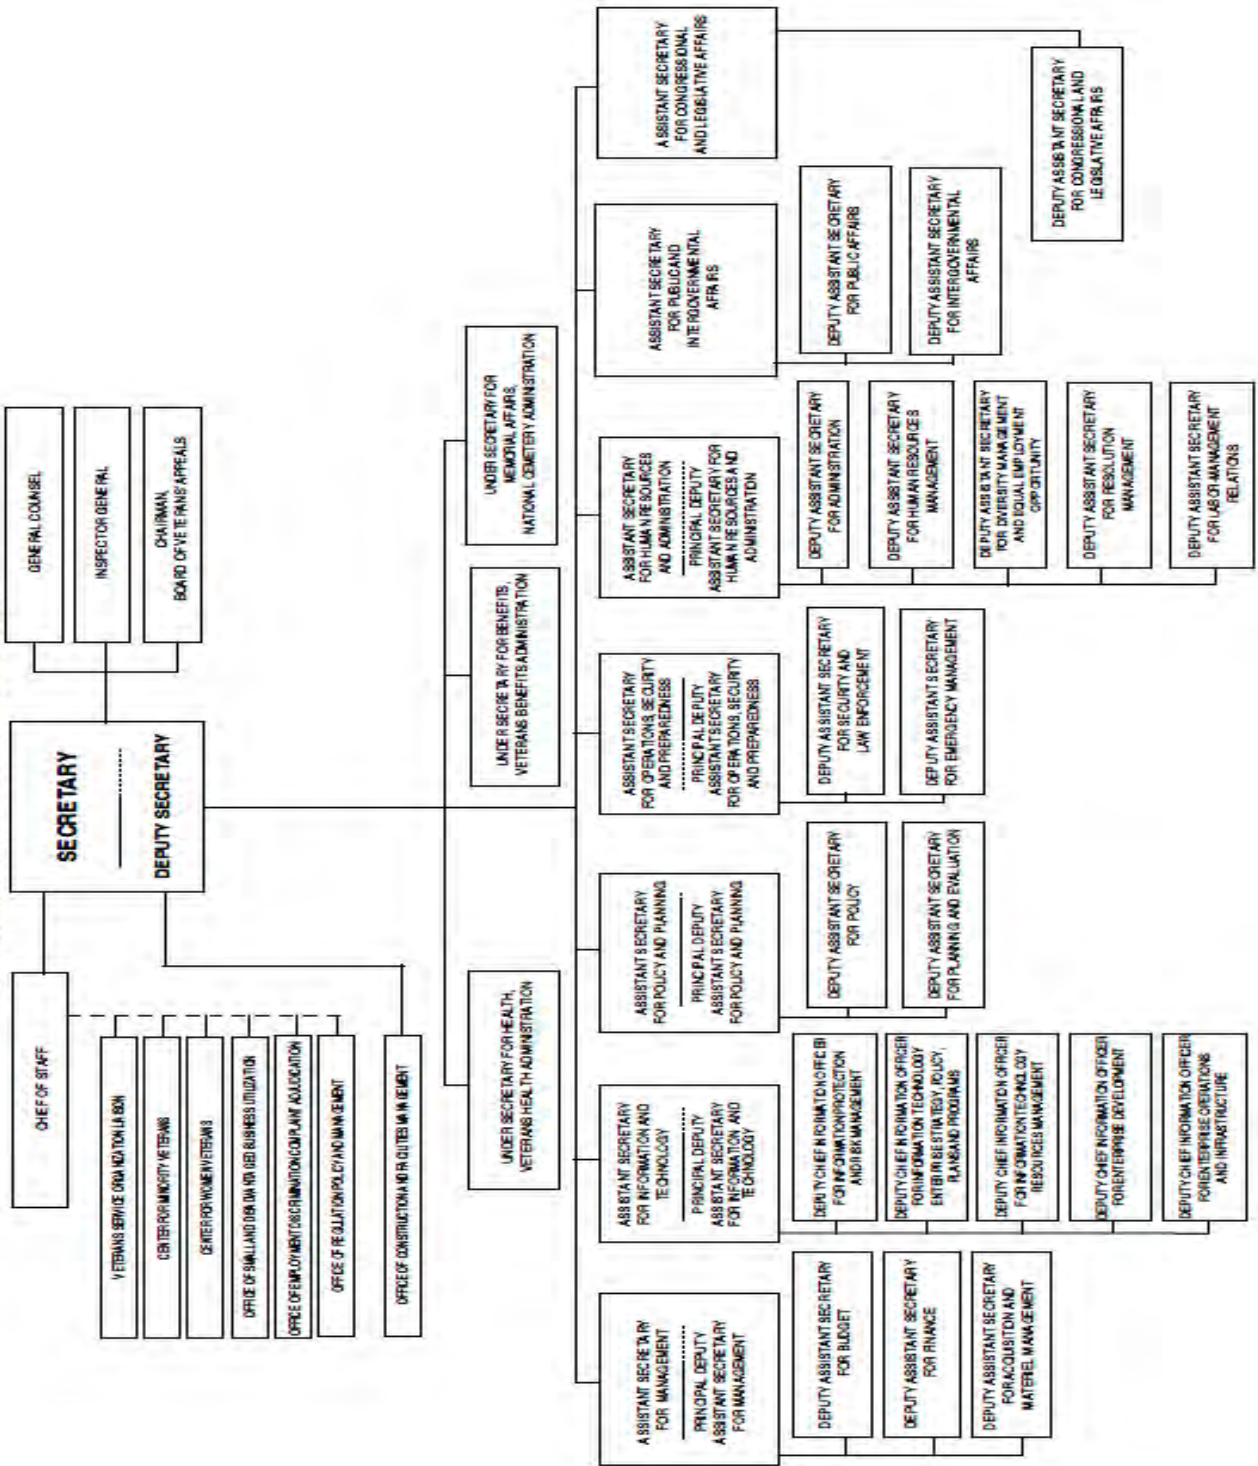 SECRETARY
DEPUTY SECRETARY
CHIEF OF STAFF
VETERANS SERVICE ORGANIZATION LIAISON
CENTER FOR MINORITY VETERANS
CENTER FOR WOMEN VETERANS
OFFICE OF SMALL AND DISADVANTAGED BUSINESS UTILIZATION
OFFICE OF EMPLOYMENT DISCRIMINATION COMPLAINT ADJUDICATION
OFFICE OF REGULATION POLICY AND MANAGEMENT
OFFICE OF CONSTRUCTION AND FACILITIES MANAGEMENT
GENERAL COUNSEL
INSPECTOR GENERAL
CHAIRMAN,
BOARD OF VETERANS' APPEALS
UNDER SECRETARY FOR HEALTH,
VETERANS HEALTH ADMINISTRATION
UNDER SECRETARY FOR BENEFITS,
VETERANS BENEFITS ADMINISTRATION
UNDER SECRETARY FOR
MEMORIAL AFFAIRS,
NATIONAL CEMETERY ADMINISTRATION
ASSISTANT SECRETARY
FOR MANAGEMENT
PRINCIPAL DEPUTY
ASSISTANT SECRETARY
FOR MANAGEMENT
DEPUTY ASSISTANT SECRETARY
FOR BUDGET
DEPUTY ASSISTANT SECRETARY
FOR FINANCE
DEPUTY ASSISTANT SECRETARY
FOR ACQUISITION AND
MATERIEL MANAGEMENT
ASSISTANT SECRETARY
FOR INFORMATION AND
TECHNOLOGY
PRINCIPAL DEPUTY
ASSISTANT SECRETARY
FOR INFORMATION AND
TECHNOLOGY
DEPUTY CHIEF INFORMATION OFFICER
FOR INFORMATION PROTECTION
AND RISK MANAGEMENT
DEPUTY CHIEF INFORMATION OFFICER
FOR INFORMATION TECHNOLOGY
ENTERPRISE STRATEGY, POLICY,
PLANS AND PROGRAMS
DEPUTY CHIEF INFORMATION OFFICER
FOR INFORMATION TECHNOLOGY
RESOURCES MANAGEMENT
DEPUTY CHIEF INFORMATION OFFICER
FOR ENTERPRISE DEVELOPMENT
DEPUTY CHIEF INFORMATION OFFICER
FOR ENTERPRISE OPERATIONS
AND INFRASTRUCTURE
ASSISTANT SECRETARY
FOR POLICY AND PLANNING
PRINCIPAL DEPUTY
ASSISTANT SECRETARY
FOR POLICY AND PLANNING
DEPUTY ASSISTANT SECRETARY
FOR POLICY
DEPUTY ASSISTANT SECRETARY
FOR PLANNING AND EVALUATION
ASSISTANT SECRETARY
FOR OPERATIONS, SECURITY
AND PREPAREDNESS
PRINCIPAL DEPUTY
ASSISTANT SECRETARY
FOR OPERATIONS, SECURITY
AND PREPAREDNESS
DEPUTY ASSISTANT SECRETARY
FOR SECURITY AND
LAW ENFORCEMENT
DEPUTY ASSISTANT SECRETARY
FOR EMERGENCY MANAGEMENT
ASSISTANT SECRETARY
FOR HUMAN RESOURCES
AND ADMINISTRATION
PRINCIPAL DEPUTY
ASSISTANT SECRETARY FOR
HUMAN RESOURCES AND
ADMINISTRATION
DEPUTY ASSISTANT SECRETARY
FOR ADMINISTRATION
DEPUTY ASSISTANT SECRETARY
FOR HUMAN RESOURCES
MANAGEMENT
DEPUTY ASSISTANT SECRETARY
FOR DIVERSITY MANAGEMENT
AND EQUAL EMPLOYMENT
OPPORTUNITY
DEPUTY ASSISTANT SECRETARY
FOR RESOLUTION
MANAGEMENT
DEPUTY ASSISTANT SECRETARY
FOR LABOR-MANAGEMENT
RELATIONS
ASSISTANT SECRETARY
FOR PUBLIC AND
INTERGOVERNMENTAL
AFFAIRS
DEPUTY ASSISTANT SECRETARY
FOR PUBLIC AFFAIRS
DEPUTY ASSISTANT SECRETARY
FOR INTERGOVERNMENTAL
AFFAIRS
ASSISTANT SECRETARY
FOR CONGRESSIONAL
AND LEGISLATIVE AFFAIRS
DEPUTY ASSISTANT SECRETARY
FOR CONGRESSIONAL AND
LEGISLATIVE AFFAIRS